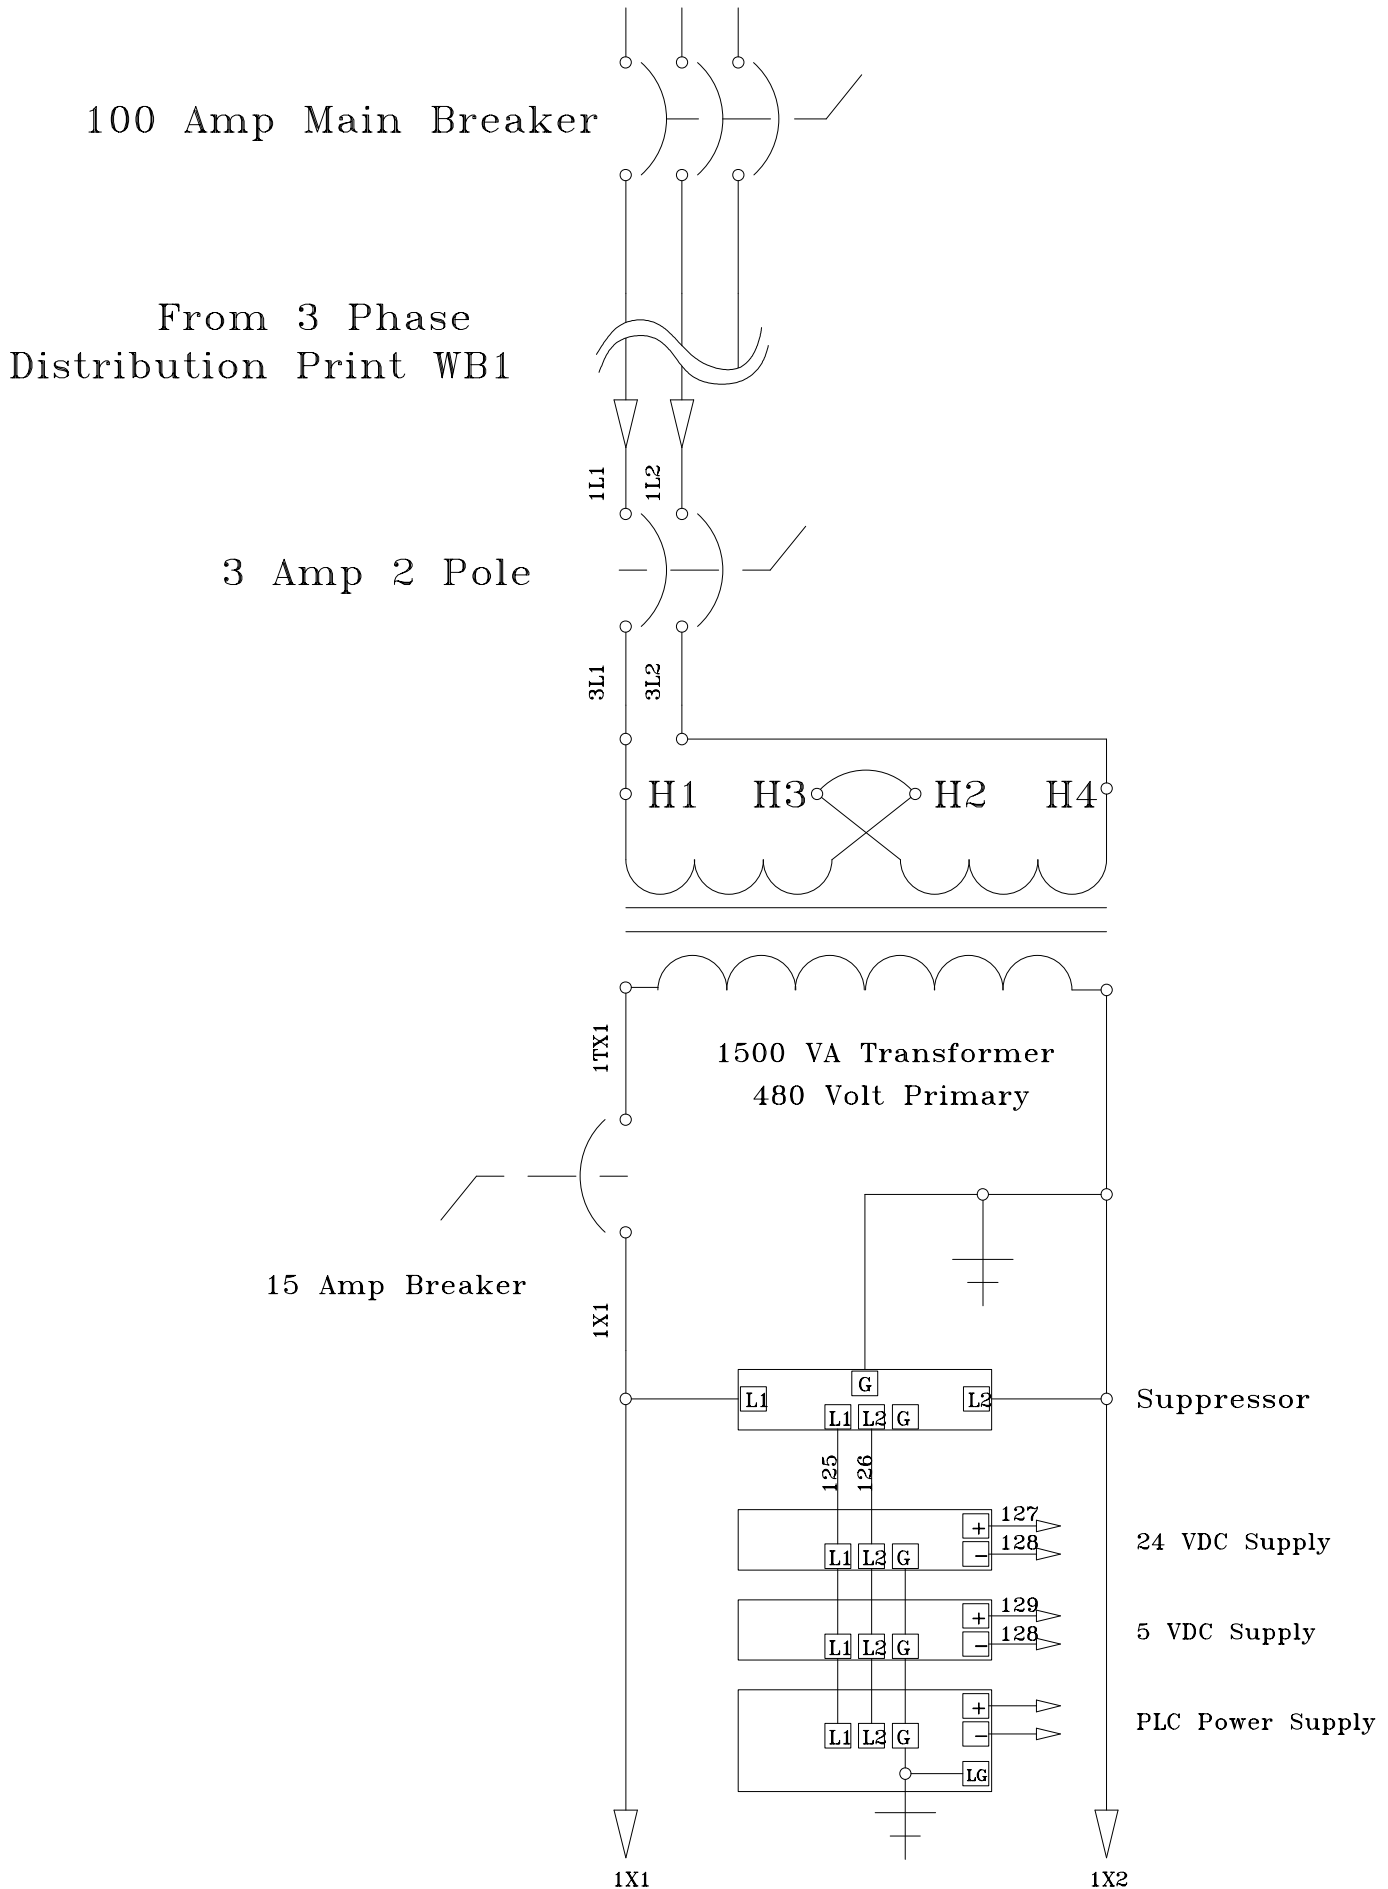 100 Amp Main Breaker
From 3 Phase
Distribution Print WB1
1L1
1L2
3 Amp 2 Pole
3L1
3L2
H1
H3
H2
H4
1TX1
1500 VA Transformer
480 Volt Primary
15 Amp Breaker
1X1
G
L1
L2
Suppressor
L1
L2
G
125
126
+
127
24 VDC Supply
-
128
L1
L2
G
+
129
5 VDC Supply
-
128
L1
L2
G
+
PLC Power Supply
-
L1
L2
G
LG
1X1
1X2